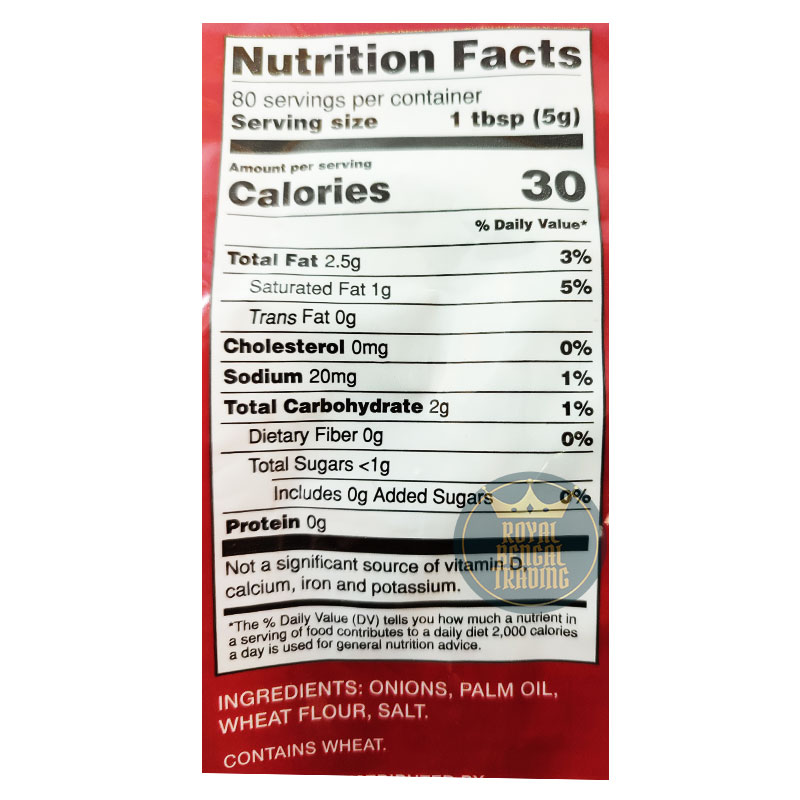 Nutrition Facts
80 servings per container
Serving size 1 tbsp (5g)
Amount per serving
Calories 30
% Daily Value*
Total Fat 2.5g 3%
Saturated Fat 1g 5%
Trans Fat 0g
Cholesterol 0mg 0%
Sodium 20mg 1%
Total Carbohydrate 2g 1%
Dietary Fiber 0g 0%
Total Sugars <1g
Includes 0g Added Sugars 0%
Protein 0g
ROYAL
BENGAL
TRADING
Not a significant source of vitamin D,
calcium, iron and potassium.
*The % Daily Value (DV) tells you how much a nutrient in
a serving of food contributes to a daily diet 2,000 calories
a day is used for general nutrition advice.
INGREDIENTS: ONIONS, PALM OIL,
WHEAT FLOUR, SALT.
CONTAINS WHEAT.